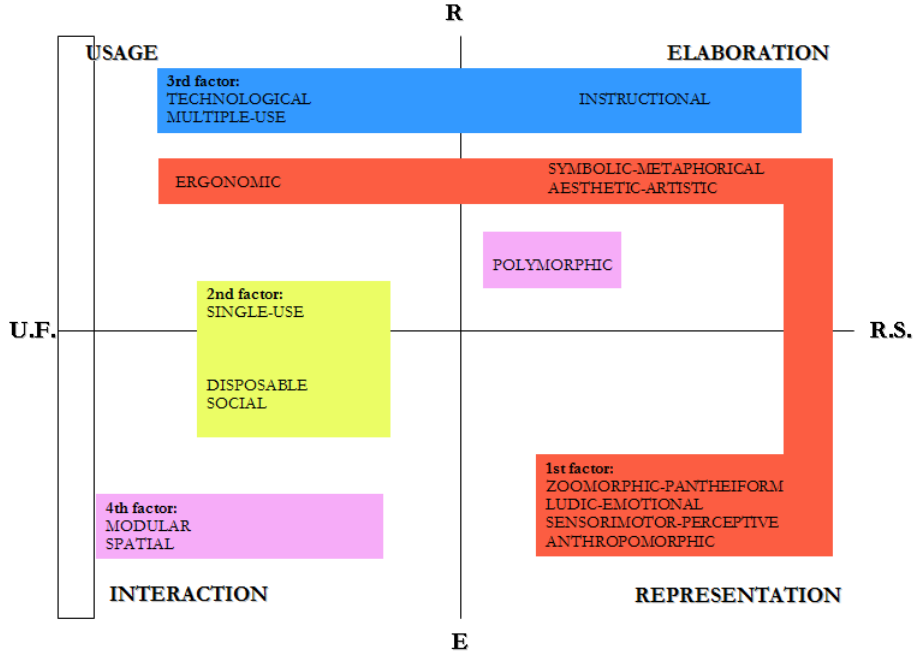 R
USAGE
ELABORATION
3rd factor:
TECHNOLOGICAL
MULTIPLE-USE
INSTRUCTIONAL
ERGONOMIC
SYMBOLIC-METAPHORICAL
AESTHETIC-ARTISTIC
POLYMORPHIC
2nd factor:
SINGLE-USE
U.F.
R.S.
DISPOSABLE
SOCIAL
1st factor:
ZOOMORPHIC-PANTHEIFORM
LUDIC-EMOTIONAL
SENSORIMOTOR-PERCEPTIVE
ANTHROPOMORPHIC
4th factor:
MODULAR
SPATIAL
INTERACTION
REPRESENTATION
E